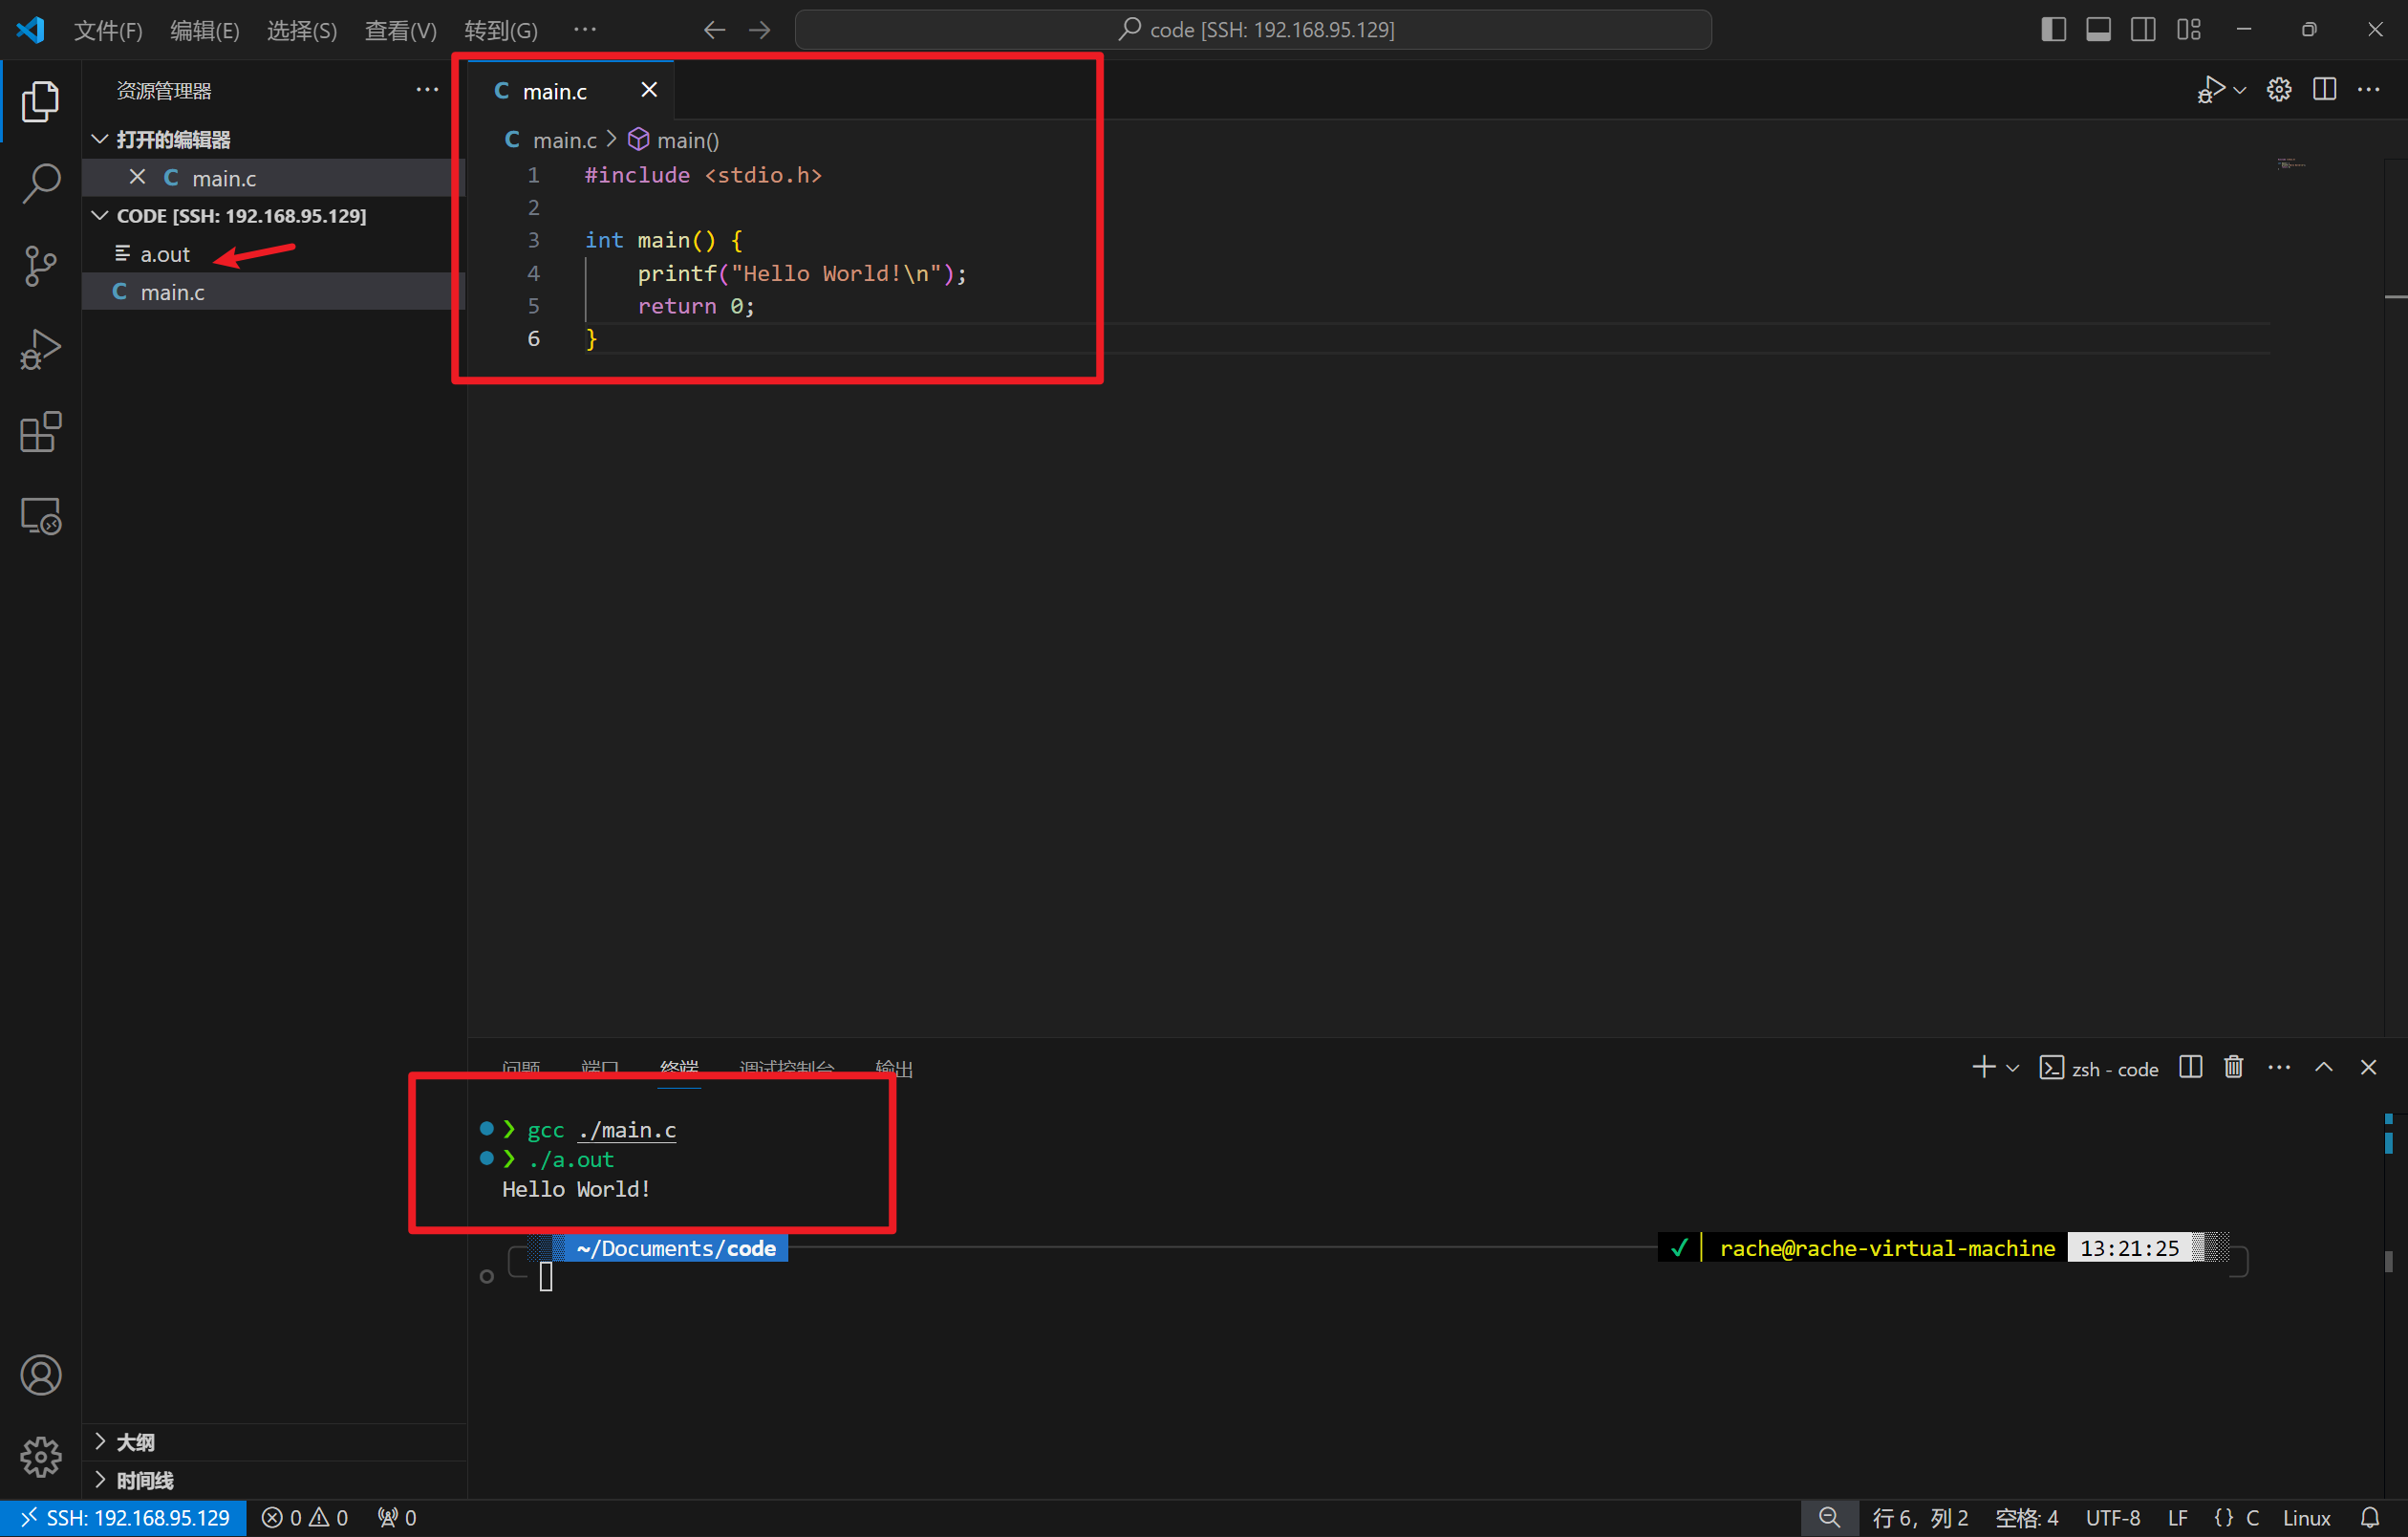 文件(F) 编辑(E) 选择(S) 查看(V) 转到(G) ··· code [SSH: 192.168.95.129]
资源管理器
打开的编辑器
C main.c
CODE [SSH: 192.168.95.129]
a.out
C main.c
大纲
时间线
C main.c
C main.c > main()
1 #include <stdio.h>
2
3 int main() {
4     printf("Hello World!\n");
5     return 0;
6 }
问题 端口 终端 调试控制台 输出 zsh - code
❯ gcc ./main.c
❯ ./a.out
Hello World!
~/Documents/code ✓ rache@rache-virtual-machine 13:21:25
SSH: 192.168.95.129 0 0 0 行 6，列 2 空格: 4 UTF-8 LF {} C Linux